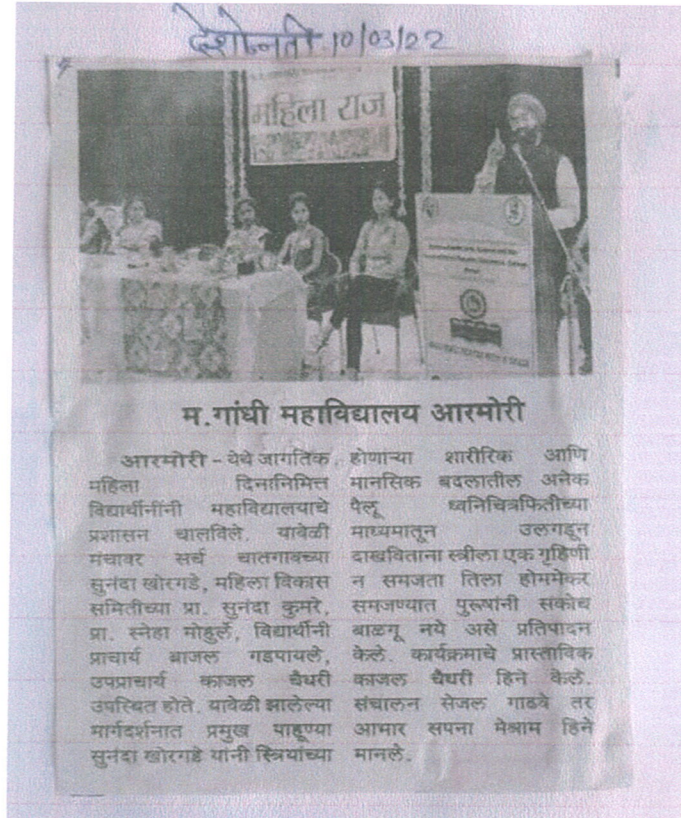 देशोन्नती 10/03/22
महिला राज
म.गांधी महाविद्यालय आरमोरी
आरमोरी - येथे जागतिक
महिला दिनानिमित्त
विद्यार्थीनींनी महाविद्यालयाचे
प्रशासन चालविले. यावेळी
मंचावर सर्च चातगावच्या
सुनंदा खोरगडे, महिला विकास
समितीच्या प्रा. सुनंदा कुमरे,
प्रा. स्नेहा मोहुर्ले, विद्यार्थीनी
प्राचार्य ब्राजल गडपायले,
उपप्राचार्य काजल चैधरी
उपस्थित होते. यावेळी झालेल्या
मार्गदर्शनात प्रमुख पाहूण्या
सुनंदा खोरगडे यांनी स्त्रियांच्या
होणाऱ्या शारीरिक आणि
मानसिक बदलातील अनेक
पैलू ध्वनिचित्रफितीच्या
माध्यमातून उलगडून
दाखविताना स्त्रीला एक गृहिणी
न समजता तिला होममेकर
समजण्यात पुरूषांनी संकोच
बाळगू नये असे प्रतिपादन
केले. कार्यक्रमाचे प्रास्ताविक
काजल चैधरी हिने केले.
संचालन सेजल गाढवे तर
आभार सपना मेश्राम हिने
मानले.